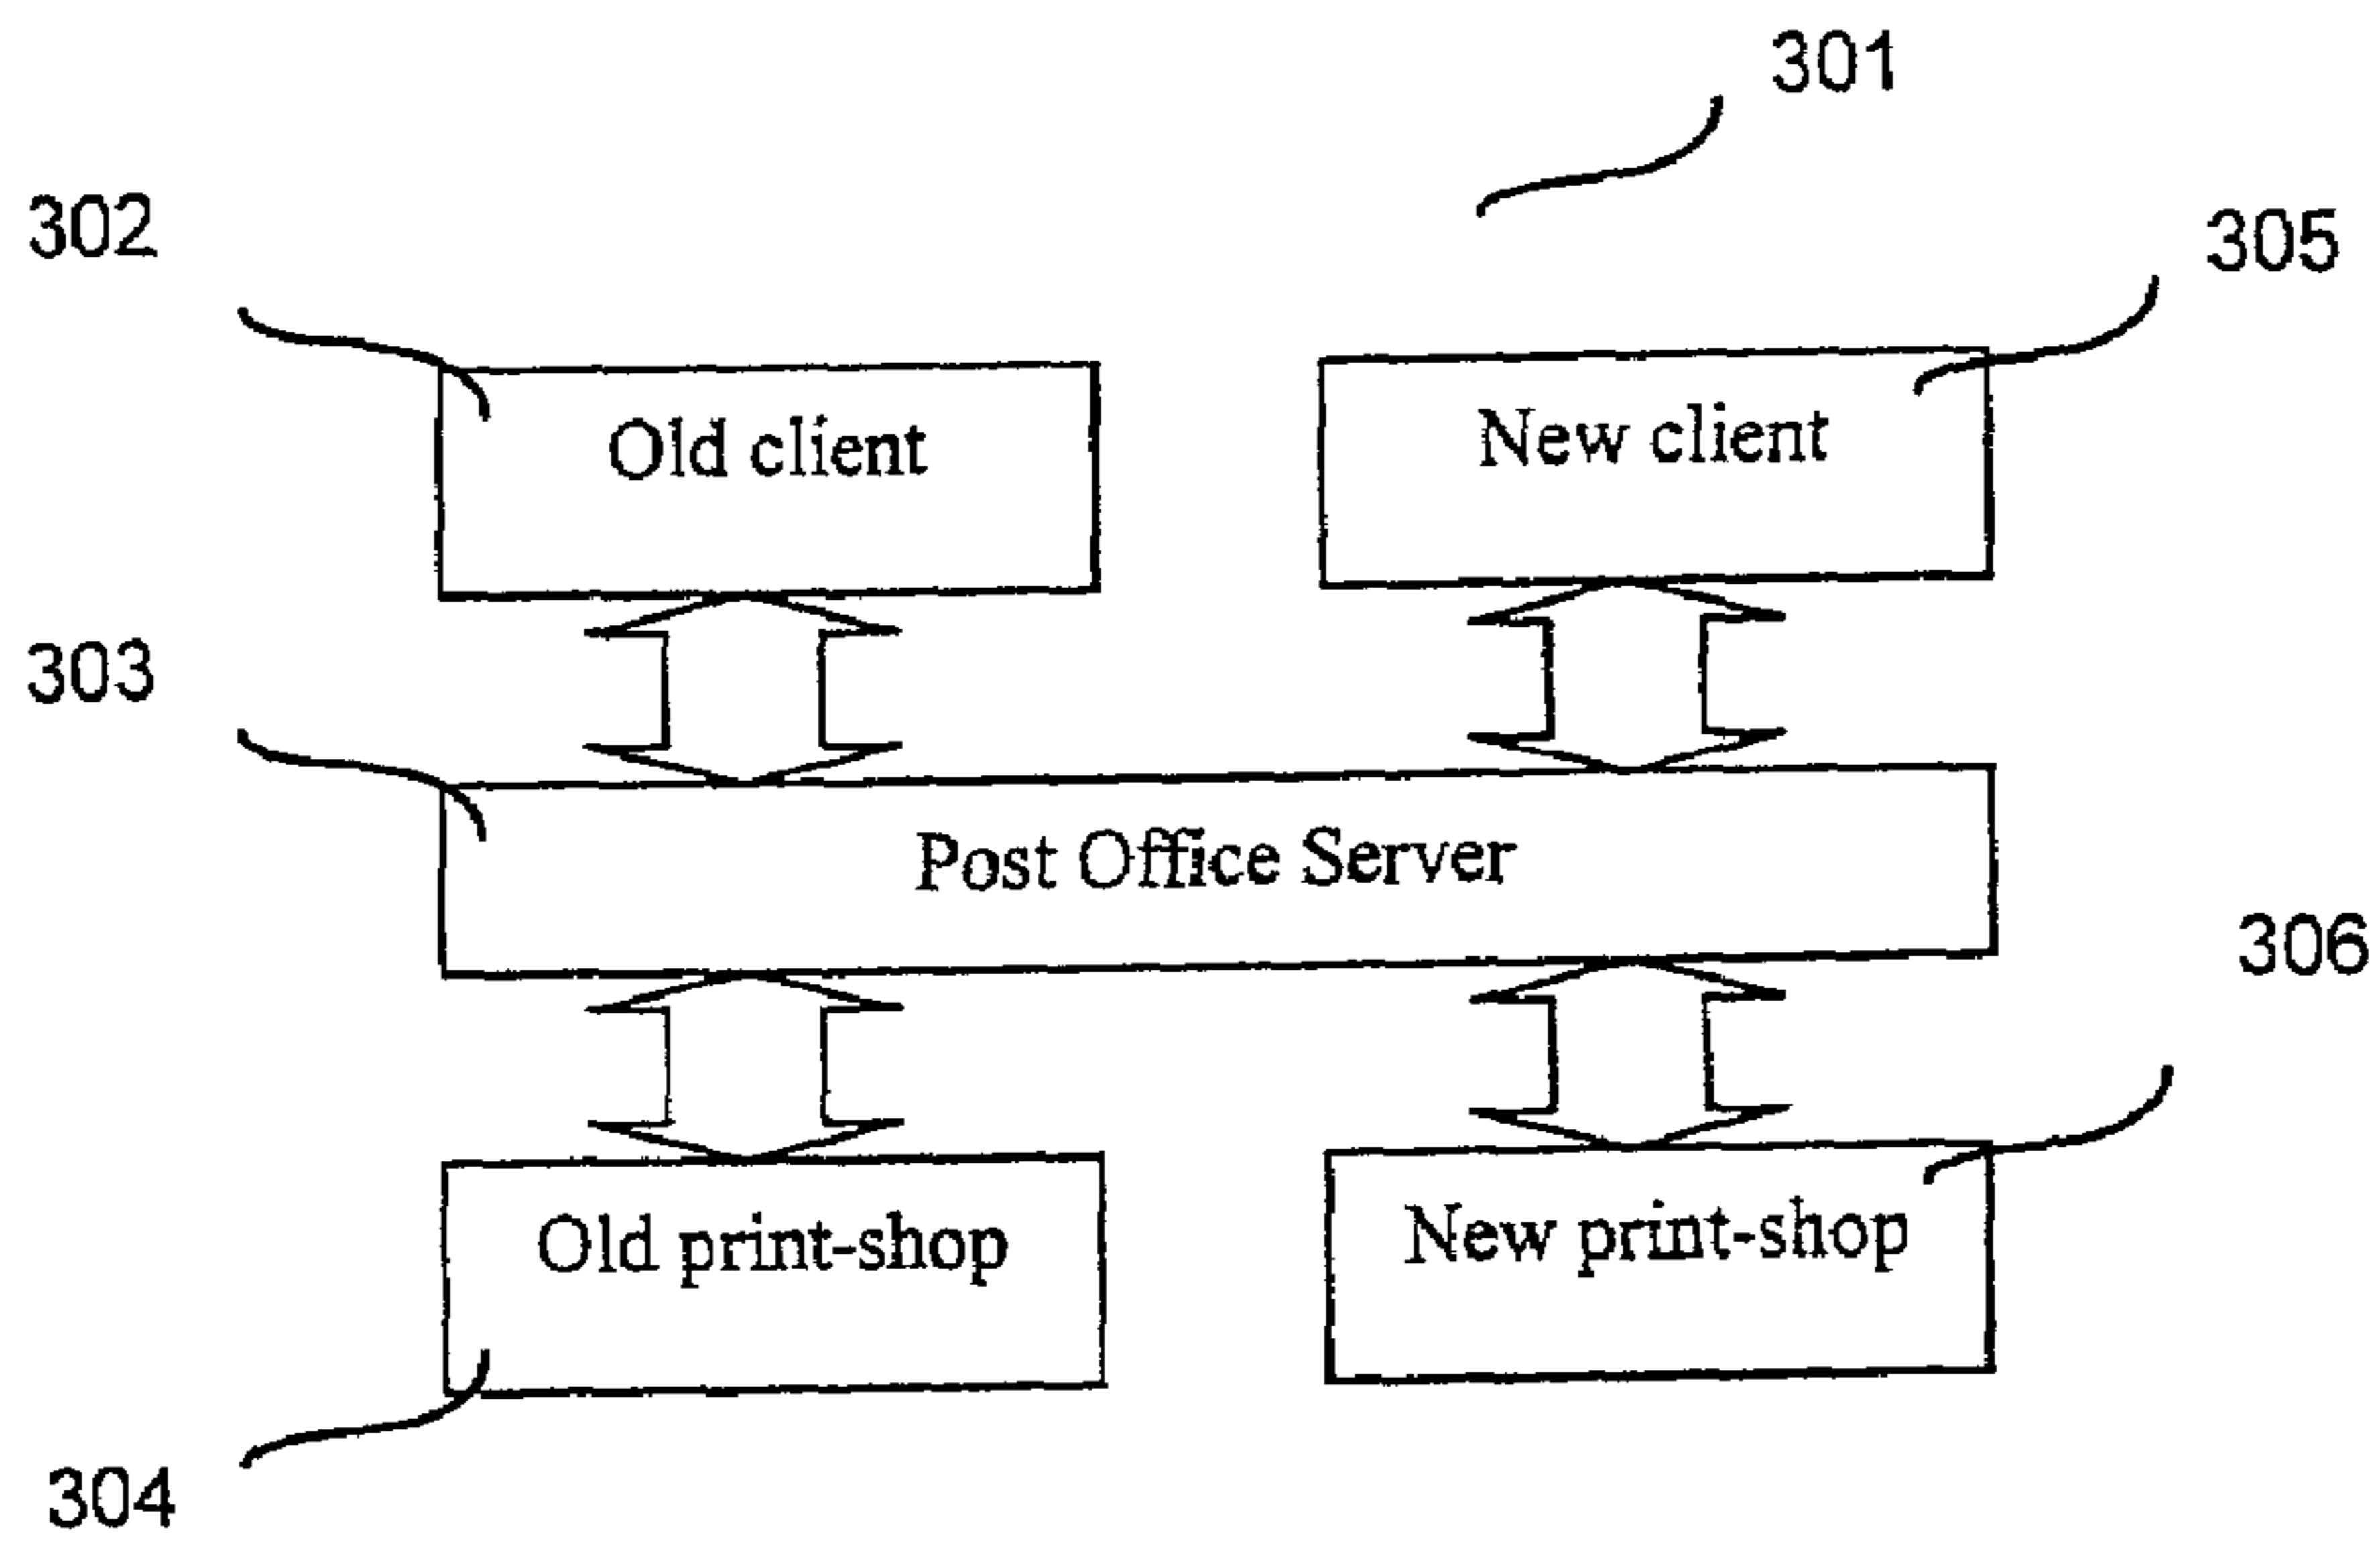 301
302
305
Old client
New client
303
Post Office Server
306
Old print-shop
New print-shop
304